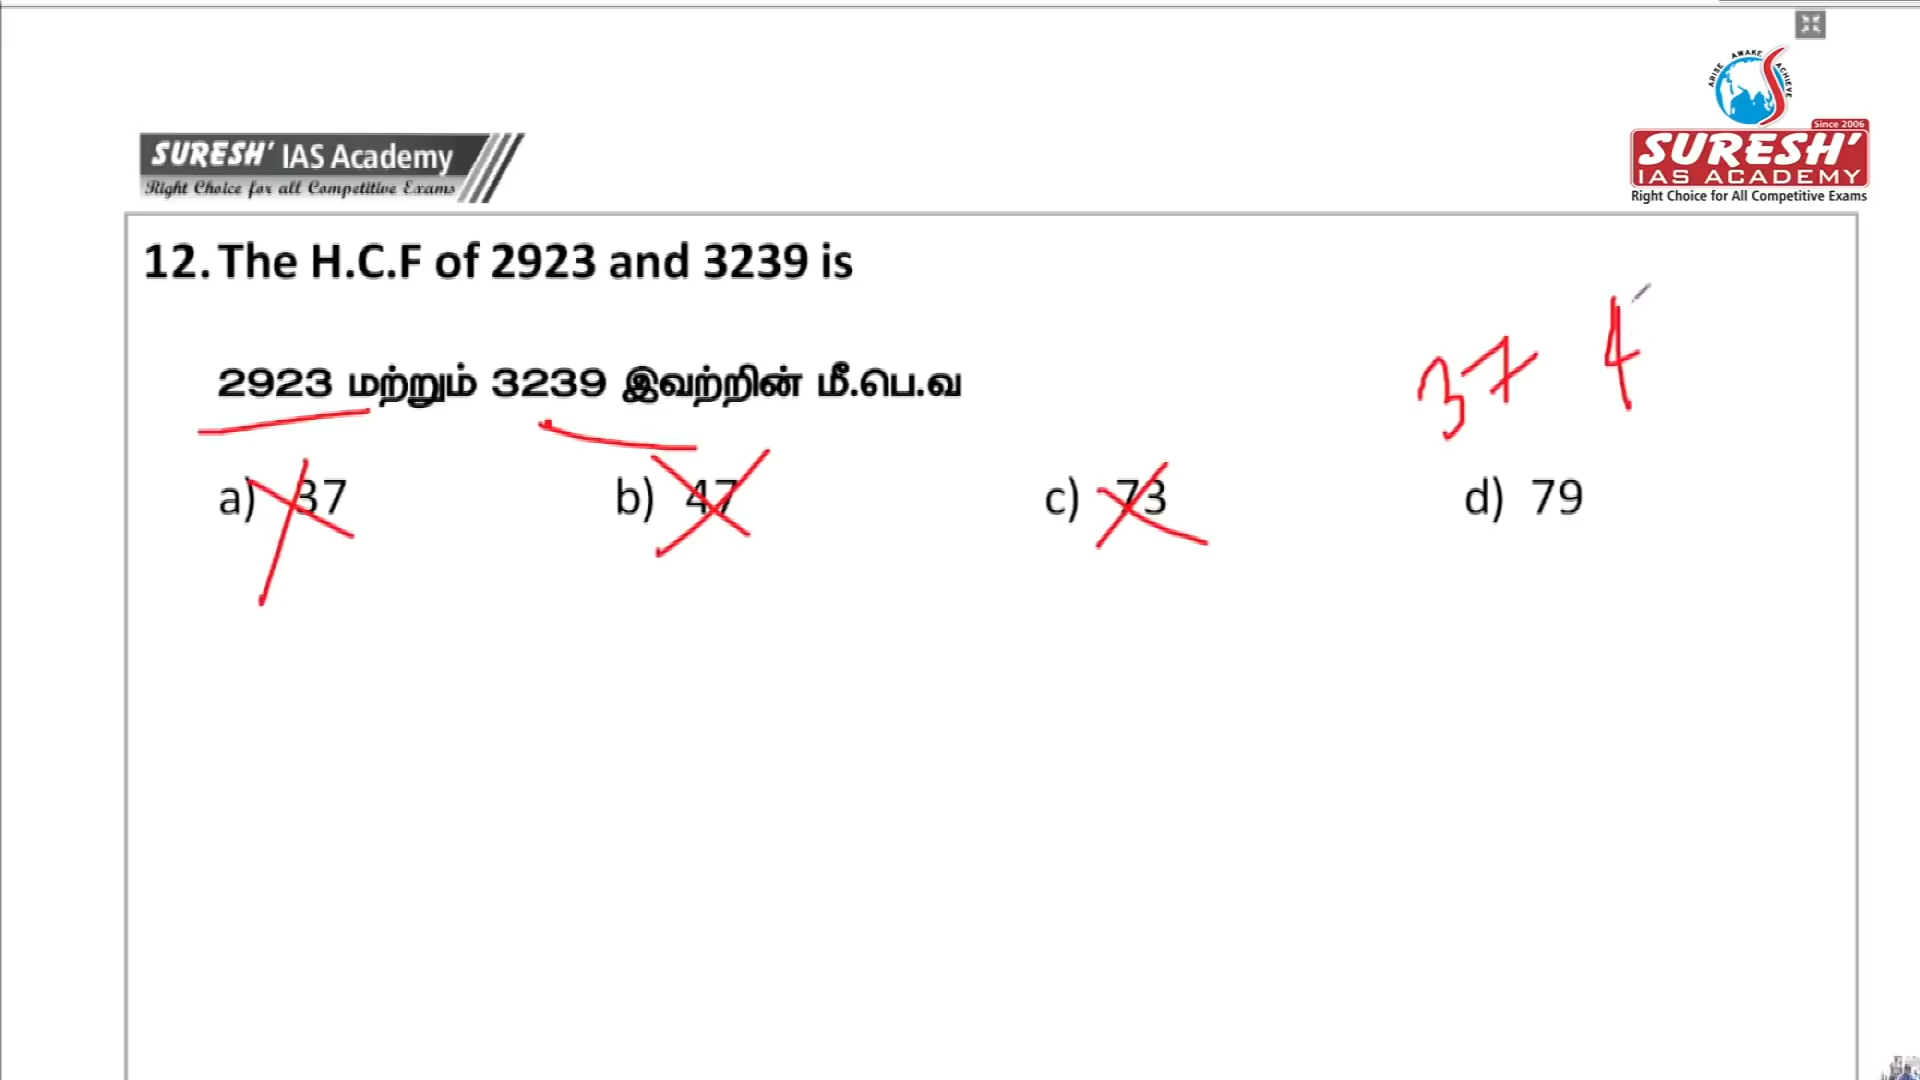 ARISE AWAKE ACHIEVE
Since 2006
SURESH' IAS Academy
Right Choice for all Competitive Exams
SURESH'
IAS ACADEMY
Right Choice for All Competitive Exams
12. The H.C.F of 2923 and 3239 is
37 4
2923 மற்றும் 3239 இவற்றின் மீ.பெ.வ
a) 37 b) 47 c) 73 d) 79